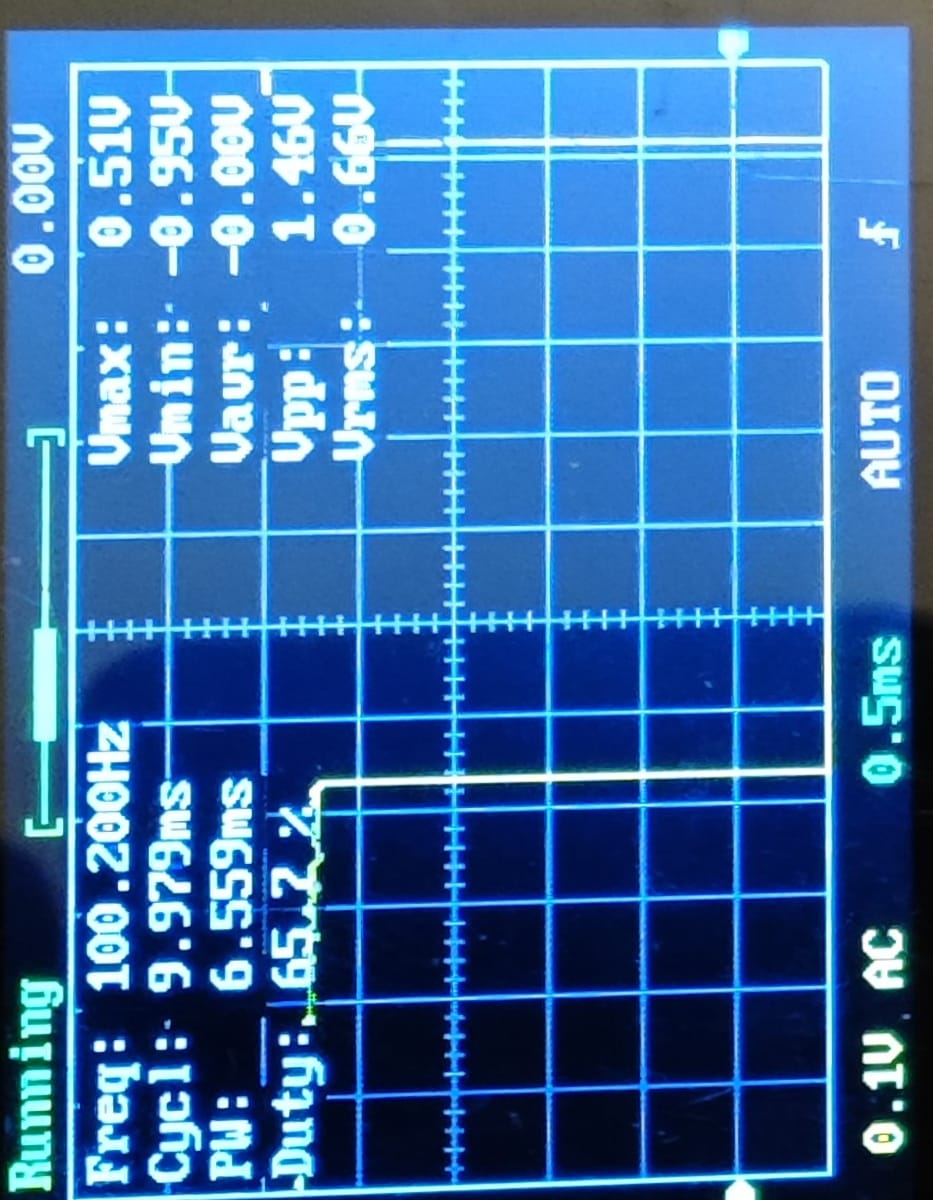 Running 0.00V
Freq: 100.200Hz Vmax: 0.51V
Cycl: 9.979ms Vmin: -0.95V
PW: 6.559ms Vavr: -0.00V
Duty: 65.7 % Vpp: 1.46V
Vrms: 0.66V
0.1V AC 0.5ms AUTO